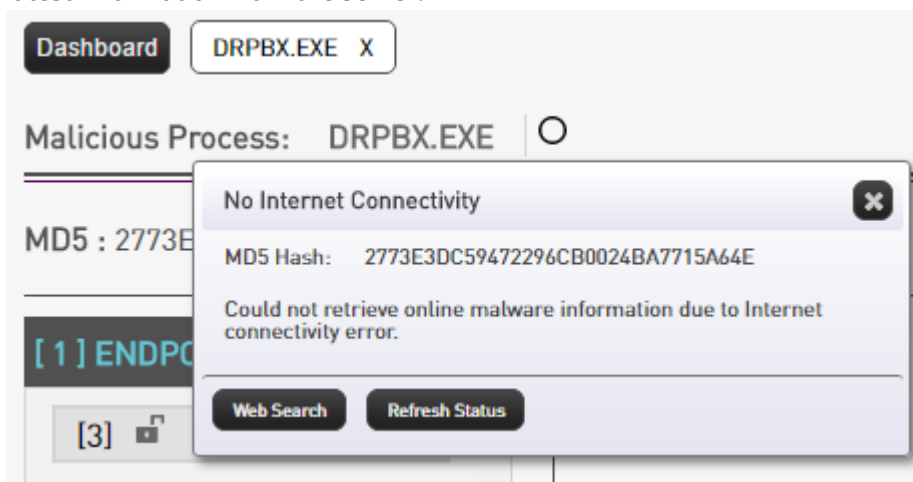 Dashboard DRPBX.EXE X
Malicious Process: DRPBX.EXE
No Internet Connectivity
MD5 : 2773E
MD5 Hash: 2773E3DC59472296CB0024BA7715A64E
Could not retrieve online malware information due to Internet
connectivity error.
[ 1 ] ENDPO
Web Search Refresh Status
[3]